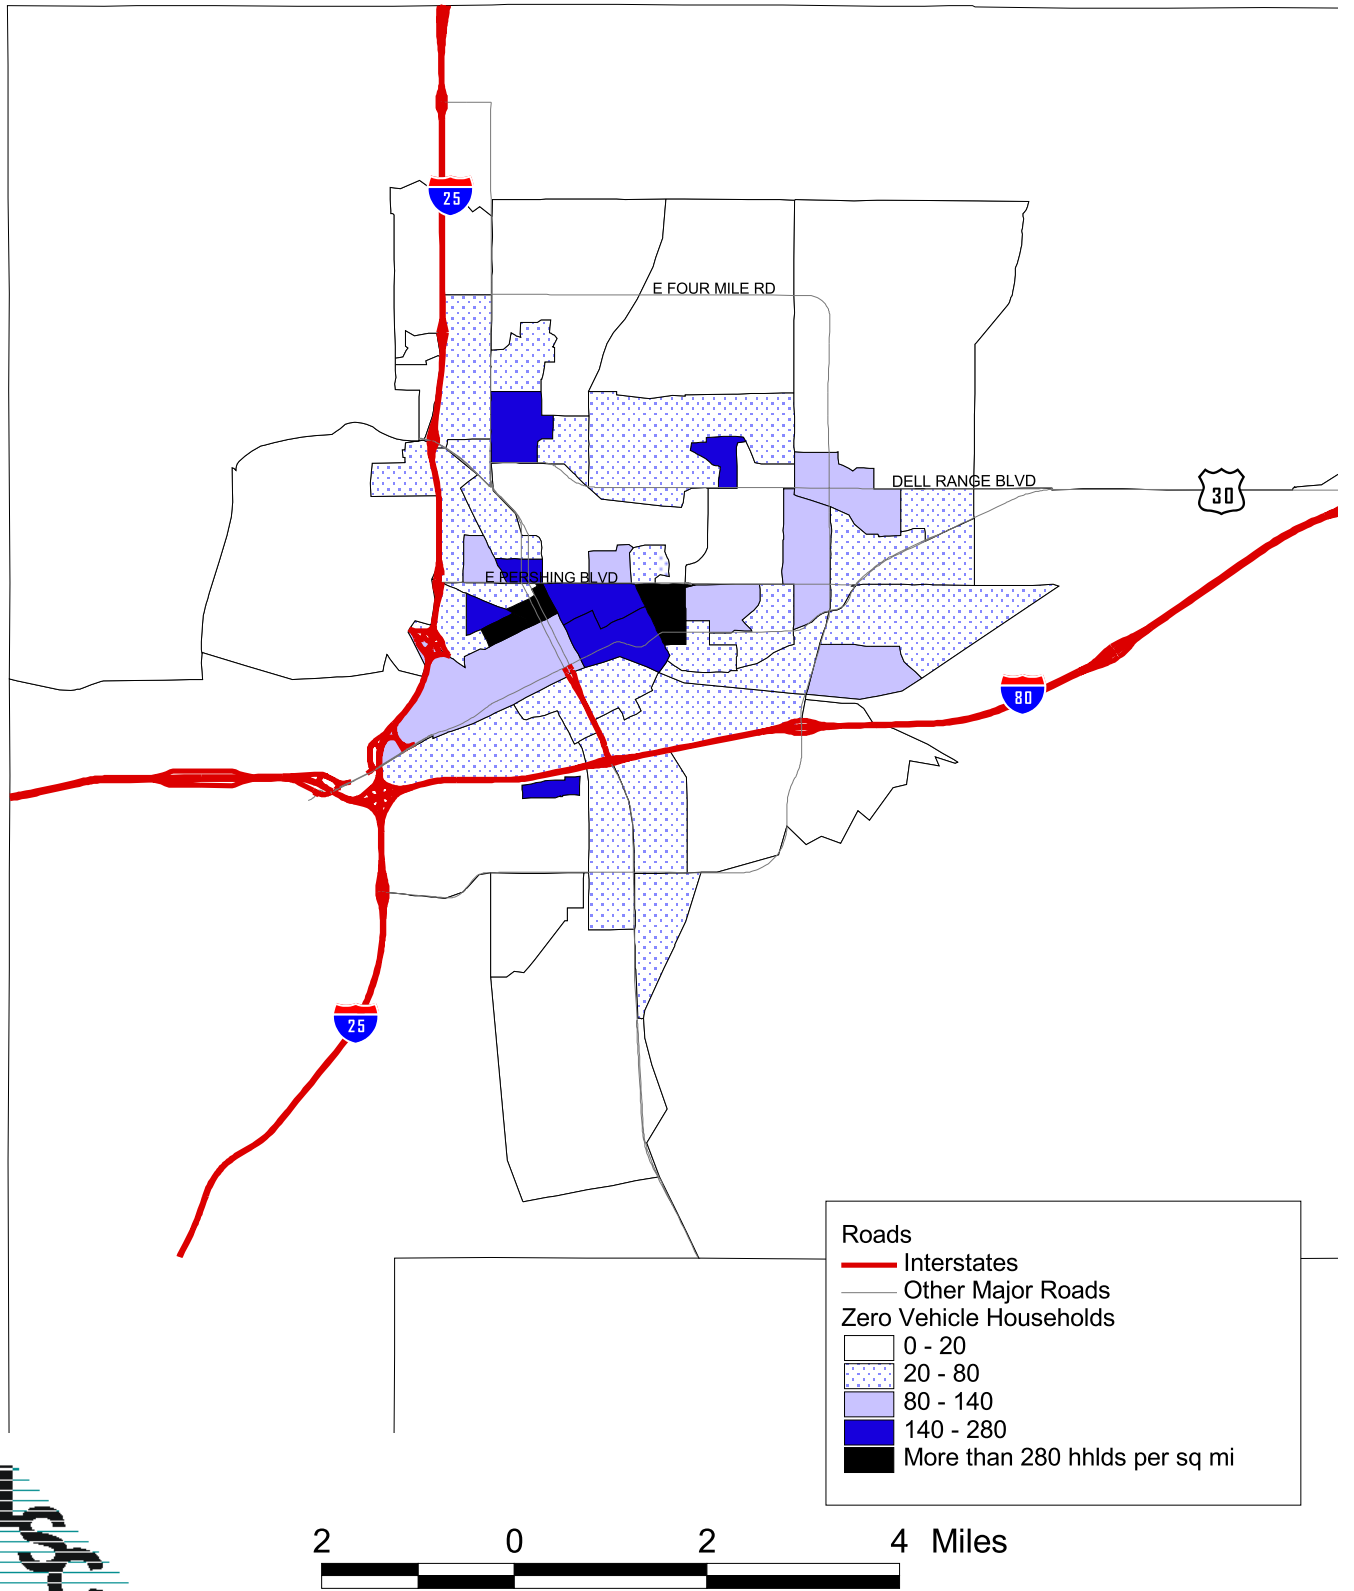 25
E FOUR MILE RD
DELL RANGE BLVD
30
E PERSHING BLVD
80
25
Roads
Interstates
Other Major Roads
Zero Vehicle Households
0 - 20
20 - 80
80 - 140
140 - 280
More than 280 hhlds per sq mi
2 0 2 4 Miles